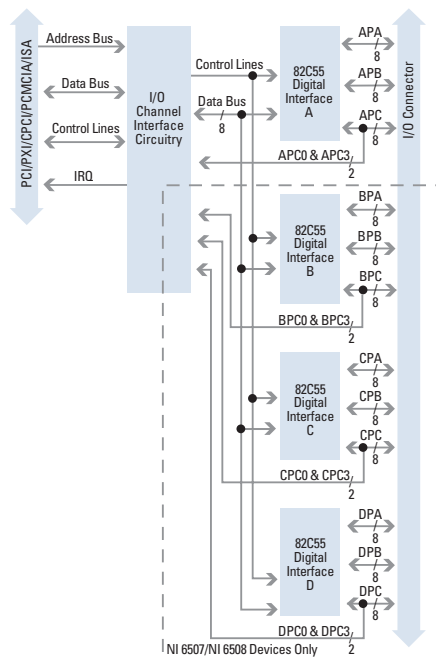 PCI/PXI/CPCI/PCMCIA/ISA
Address Bus
Data Bus
Control Lines
IRQ
I/O
Channel
Interface
Circuitry
Control Lines
Data Bus
8
82C55
Digital
Interface
A
APA
8
APB
8
APC
8
APC0 & APC3
2
I/O Connector
82C55
Digital
Interface
B
BPA
8
BPB
8
BPC
8
BPC0 & BPC3
2
82C55
Digital
Interface
C
CPA
8
CPB
8
CPC
8
CPC0 & CPC3
2
82C55
Digital
Interface
D
DPA
8
DPB
8
DPC
8
DPC0 & DPC3
2
NI 6507/NI 6508 Devices Only